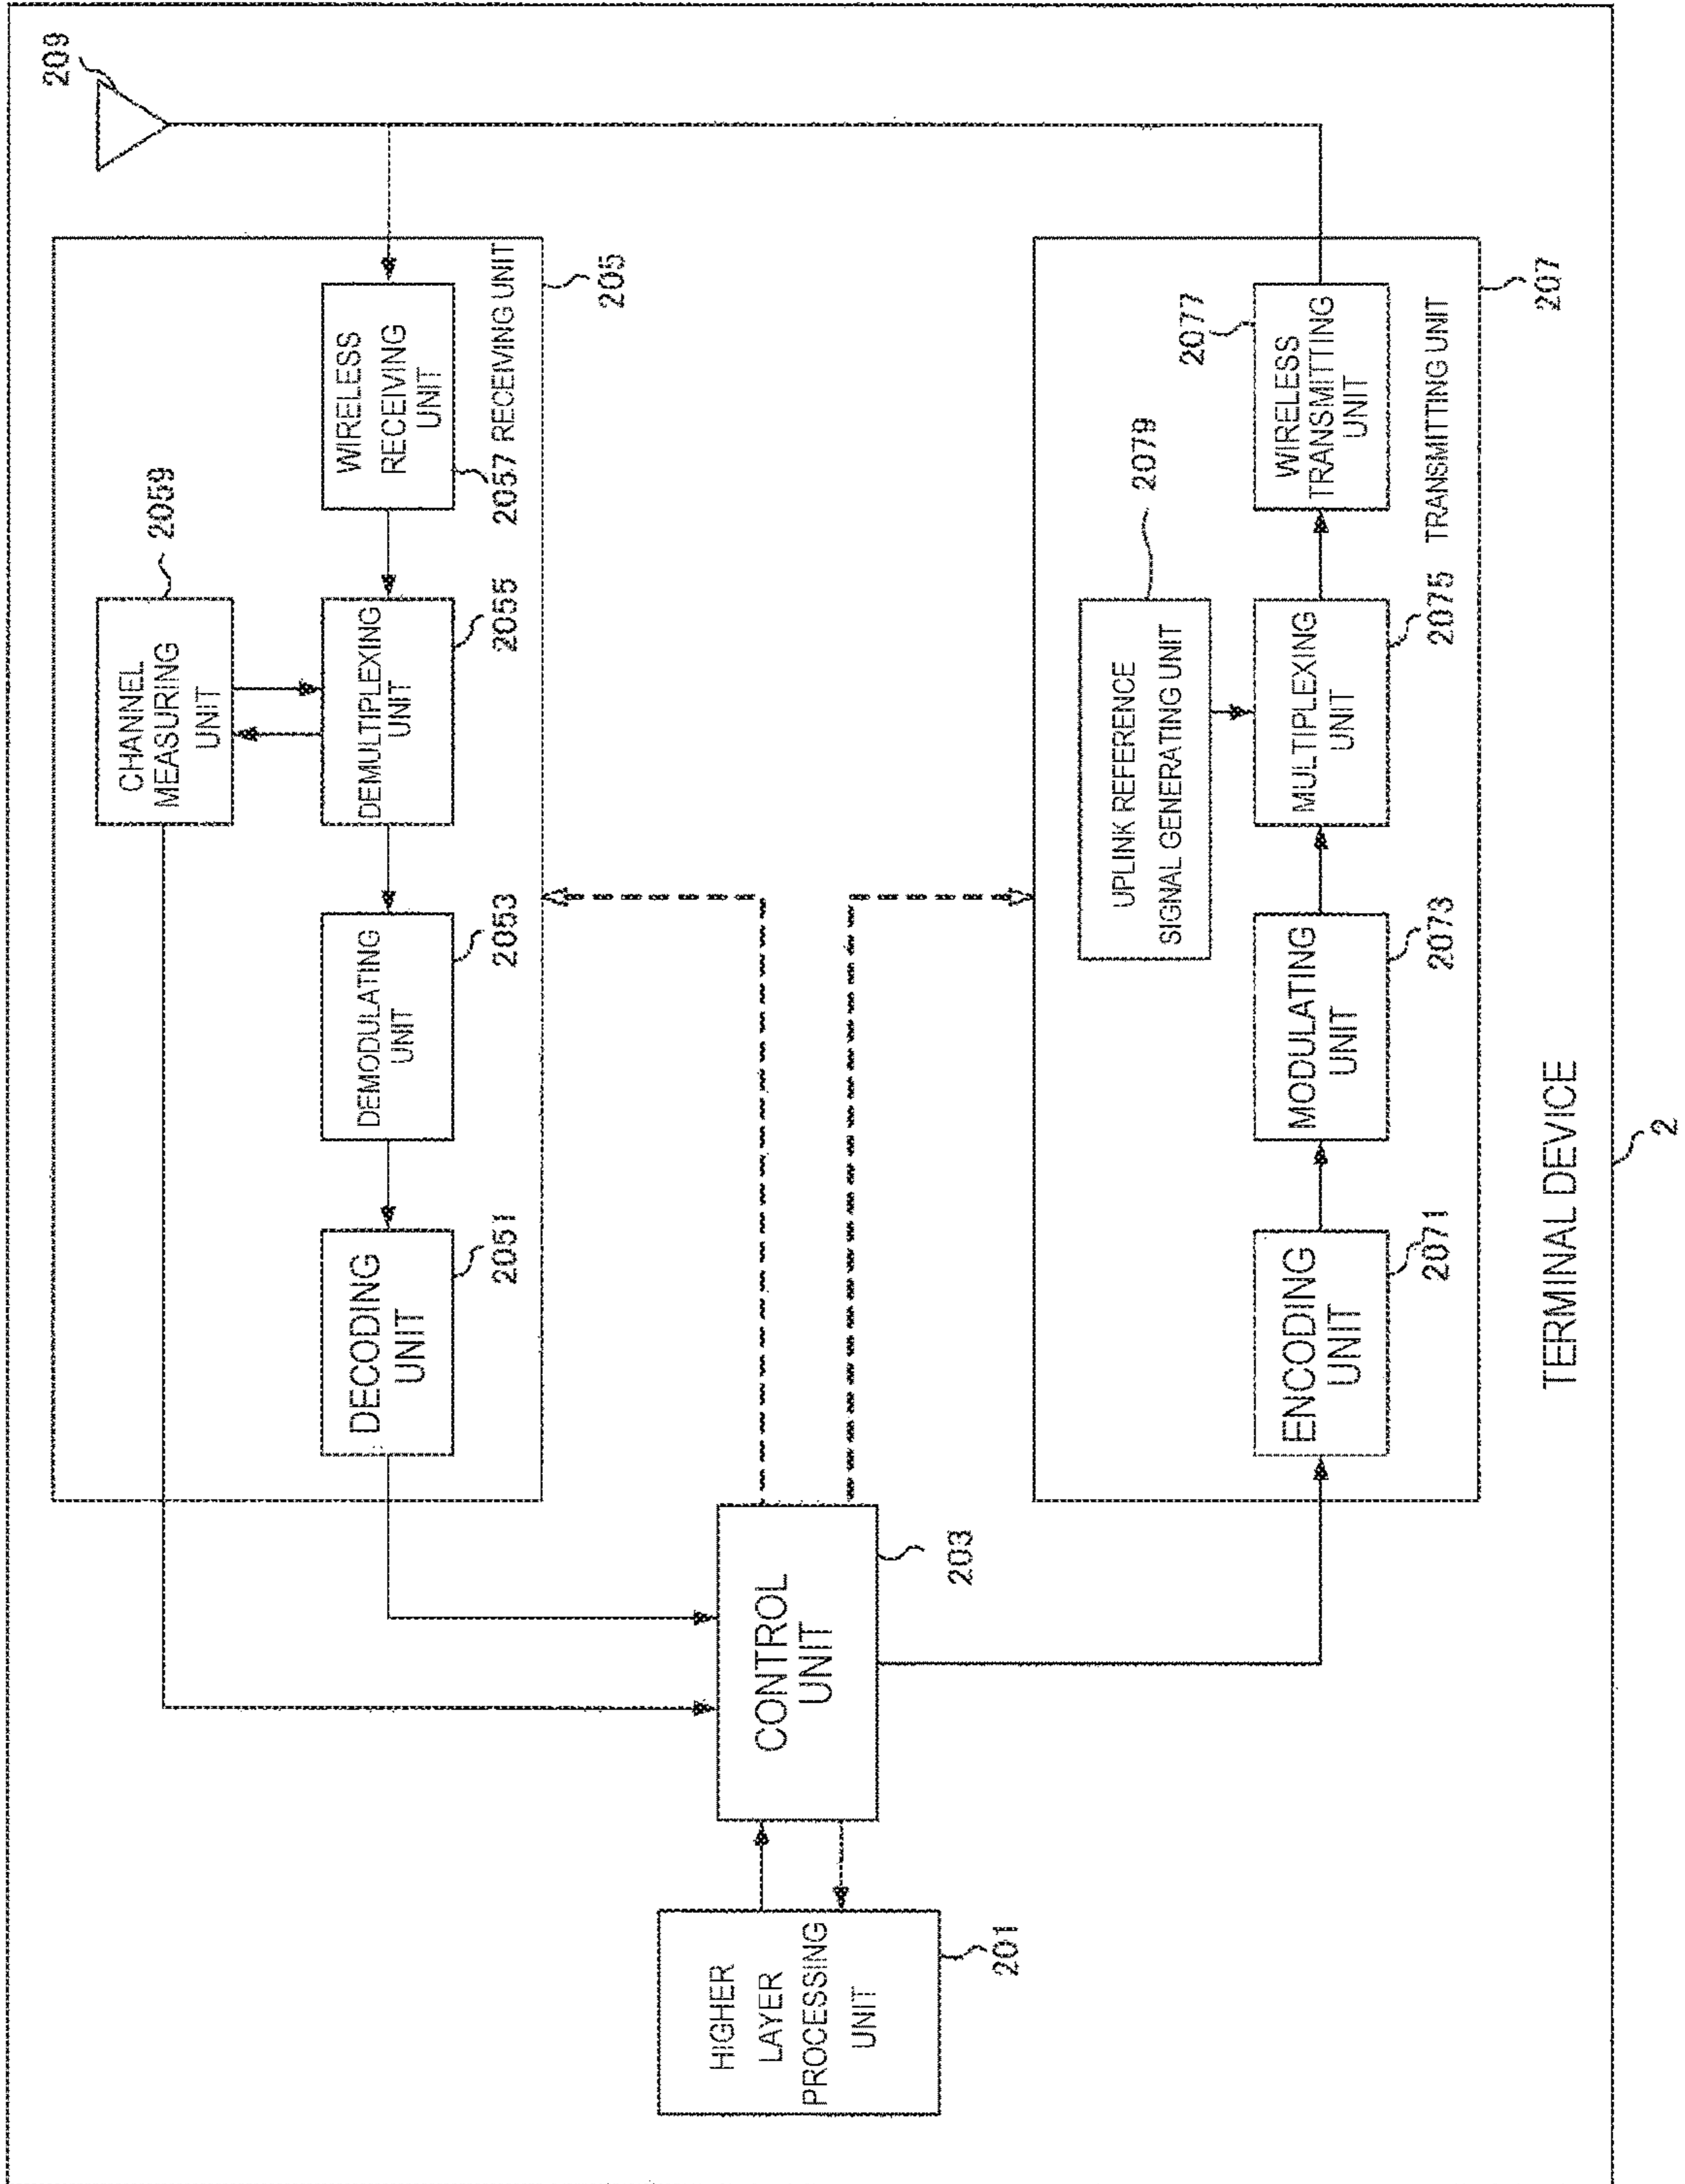 209
2059
CHANNEL
MEASURING
UNIT
DECODING
UNIT
2051
DEMODULATING
UNIT
2053
DEMULTIPLEXING
UNIT
2055
WIRELESS
RECEIVING
UNIT
2057
RECEIVING UNIT
205
HIGHER
LAYER
PROCESSING
UNIT
201
CONTROL
UNIT
203
UPLINK REFERENCE
SIGNAL GENERATING UNIT
2079
ENCODING
UNIT
2071
MODULATING
UNIT
2073
MULTIPLEXING
UNIT
2075
2077
WIRELESS
TRANSMITTING
UNIT
TRANSMITTING UNIT
207
TERMINAL DEVICE
2